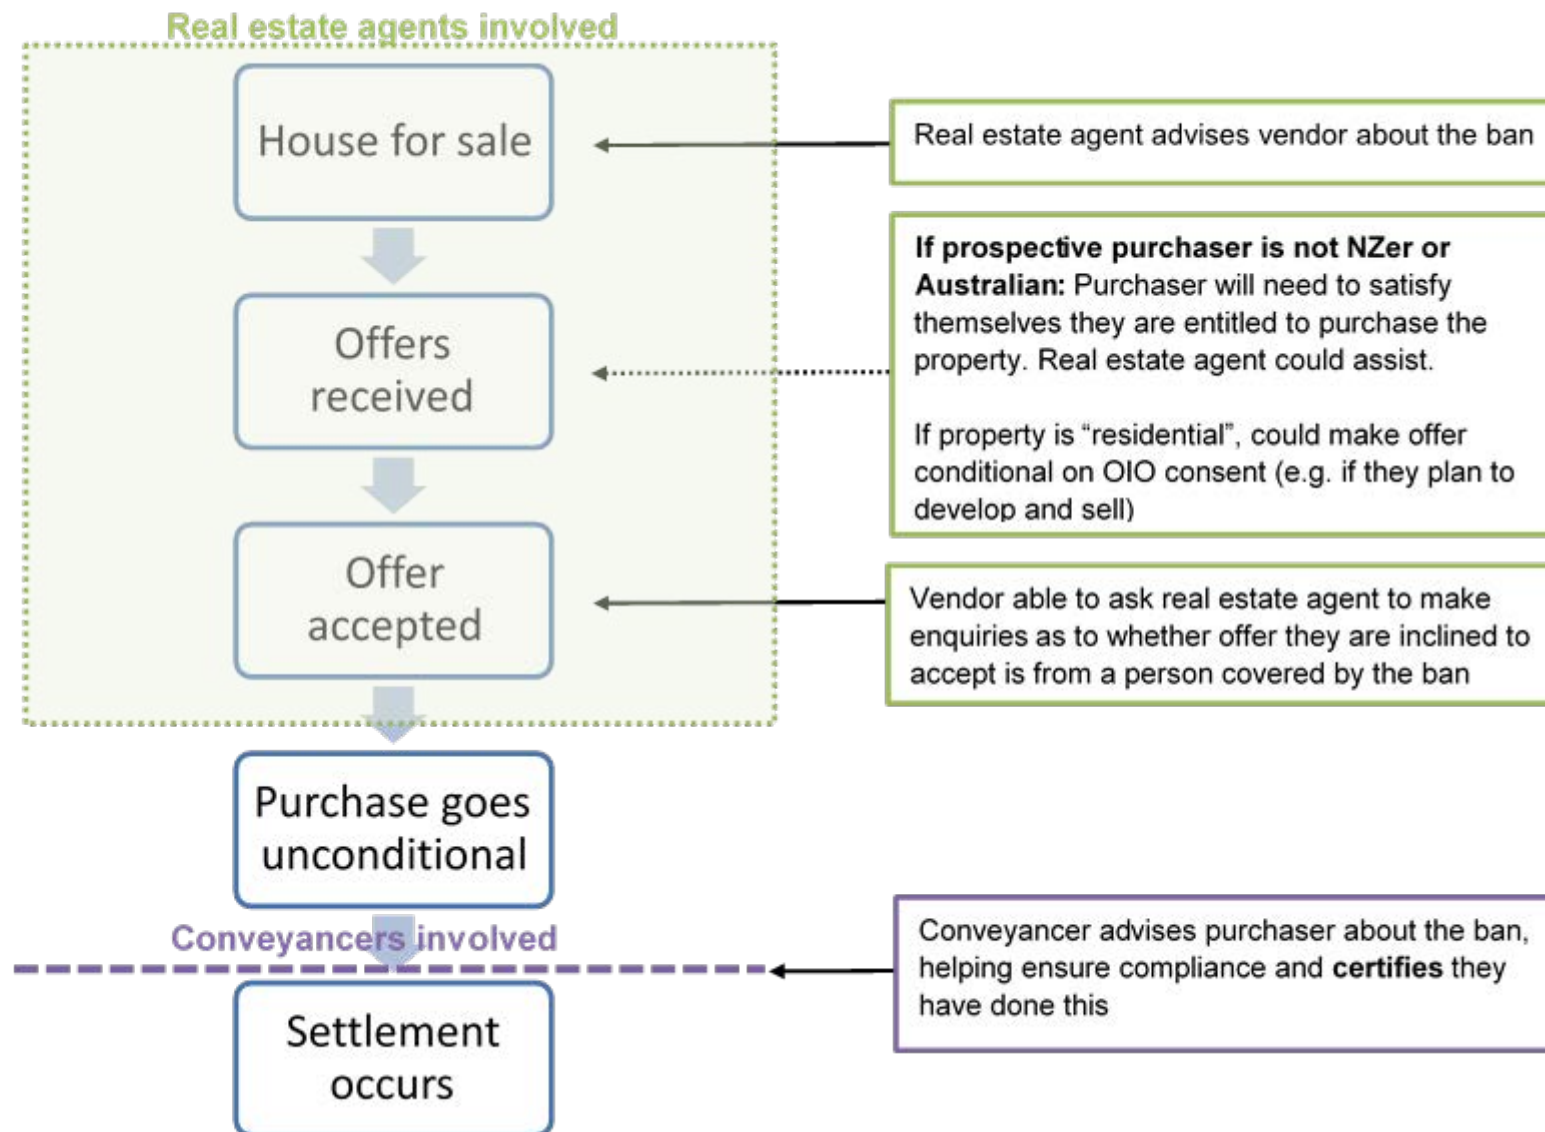 Real estate agents involved
House for sale
Real estate agent advises vendor about the ban
Offers
received
If prospective purchaser is not NZer or
Australian: Purchaser will need to satisfy
themselves they are entitled to purchase the
property. Real estate agent could assist.
If property is “residential”, could make offer
conditional on OIO consent (e.g. if they plan to
develop and sell)
Offer
accepted
Vendor able to ask real estate agent to make
enquiries as to whether offer they are inclined to
accept is from a person covered by the ban
Purchase goes
unconditional
Conveyancers involved
Conveyancer advises purchaser about the ban,
helping ensure compliance and certifies they
have done this
Settlement
occurs